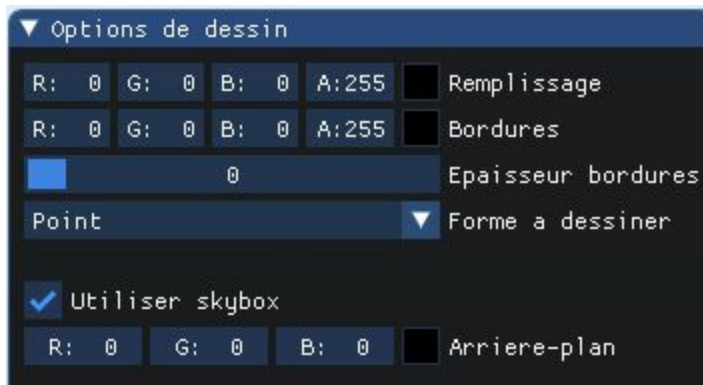 Options de dessin
R: 0 G: 0 B: 0 A:255 Remplissage
R: 0 G: 0 B: 0 A:255 Bordures
0 Epaisseur bordures
Point Forme a dessiner
Utiliser skybox
R: 0 G: 0 B: 0 Arriere-plan